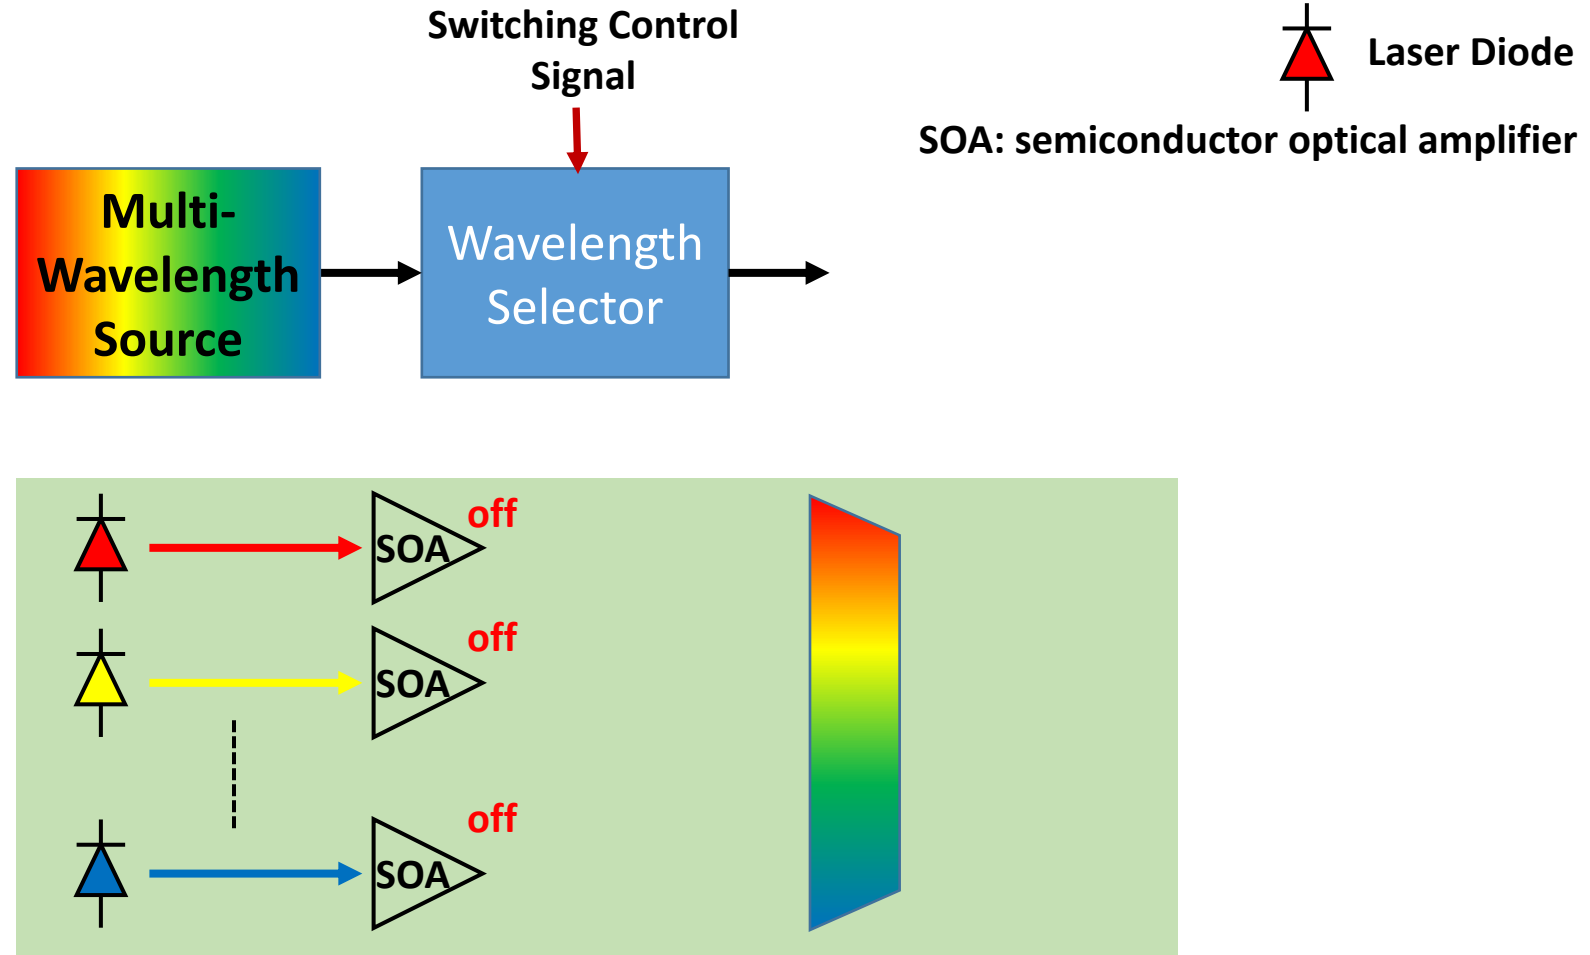 Switching Control
Signal
Laser Diode
SOA: semiconductor optical amplifier
Multi-
Wavelength
Source
Wavelength
Selector
off
SOA
off
SOA
off
SOA